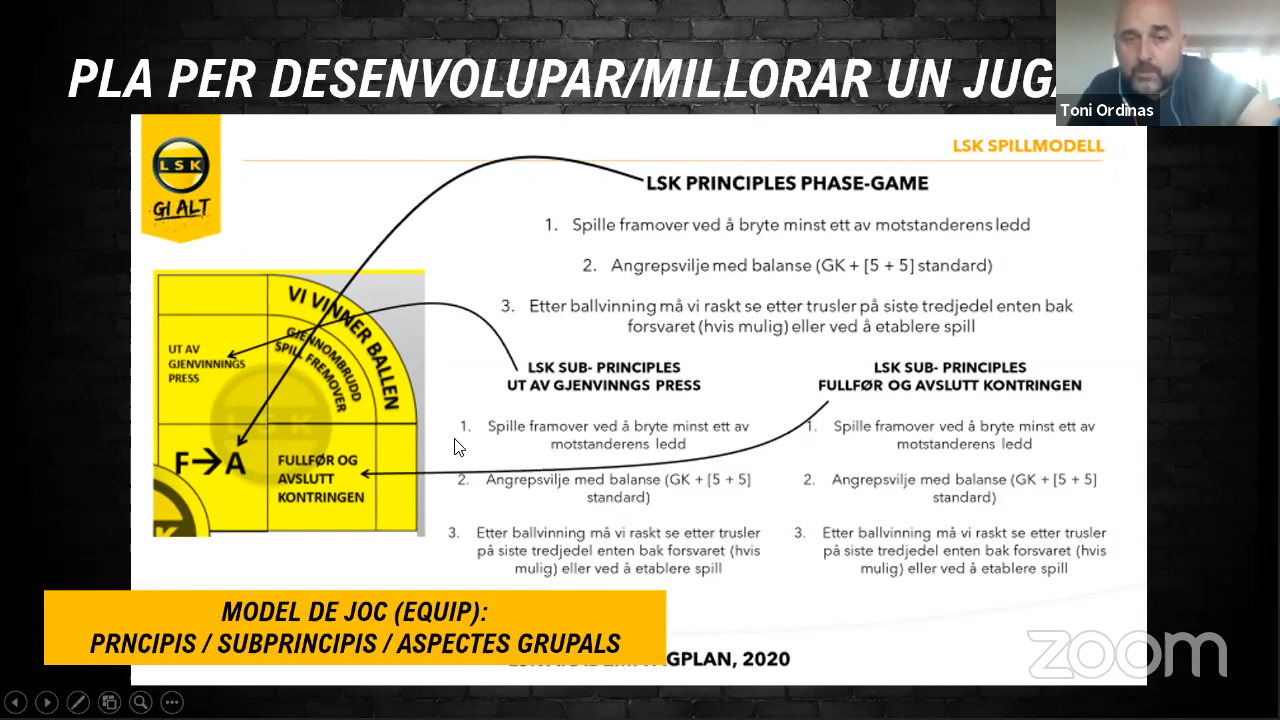 PLA PER DESENVOLUPAR/MILLORAR UN
Toni Ordinas
LSK
GI ALT
LSK SPILLMODELL
LSK PRINCIPLES PHASE-GAME
1. Spille framover ved å bryte minst ett av motstanderens ledd
2. Angrepsvilje med balanse (GK + [5 + 5] standard)
3. Etter ballvinning må vi raskt se etter trusler på siste tredjedel enten bak
forsvaret (hvis mulig) eller ved å etablere spill
VI VINNER BALLEN
GJENNOMBRUDD
SPILL FREMOVER
UT AV
GJENVINNINGS
PRESS
LSK
F→A
FULLFØR OG
AVSLUTT
KONTRINGEN
LSK SUB- PRINCIPLES
UT AV GJENVINNGS PRESS
1. Spille framover ved å bryte minst ett av
motstanderens ledd
2. Angrepsvilje med balanse (GK + [5 + 5]
standard)
3. Etter ballvinning må vi raskt se etter trusler
på siste tredjedel enten bak forsvaret (hvis
mulig) eller ved å etablere spill
LSK SUB- PRINCIPLES
FULLFØR OG AVSLUTT KONTRINGEN
1. Spille framover ved å bryte minst ett av
motstanderens ledd
2. Angrepsvilje med balanse (GK + [5 + 5]
standard)
3. Etter ballvinning må vi raskt se etter trusler
på siste tredjedel enten bak forsvaret (hvis
mulig) eller ved å etablere spill
MODEL DE JOC (EQUIP):
PRNCIPIS / SUBPRINCIPIS / ASPECTES GRUPALS
2020
zoom